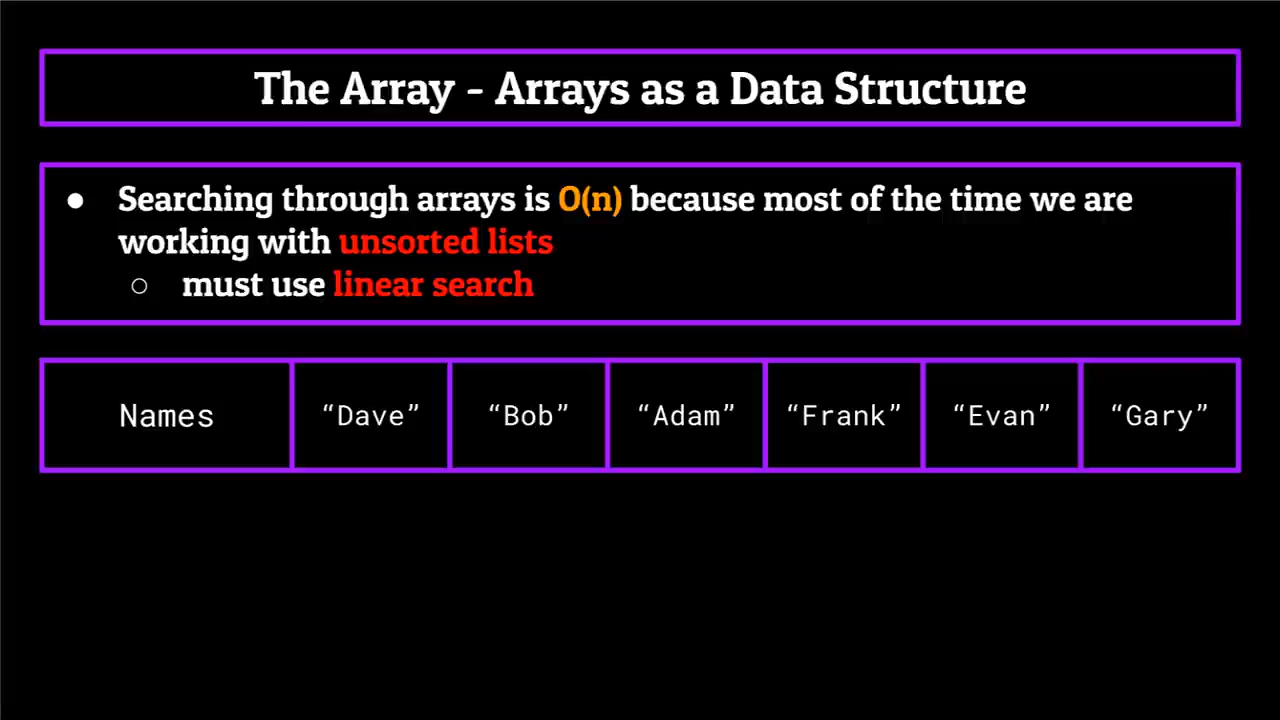 The Array - Arrays as a Data Structure
● Searching through arrays is O(n) because most of the time we are
working with unsorted lists
○ must use linear search
Names “Dave” “Bob” “Adam” “Frank” “Evan” “Gary”